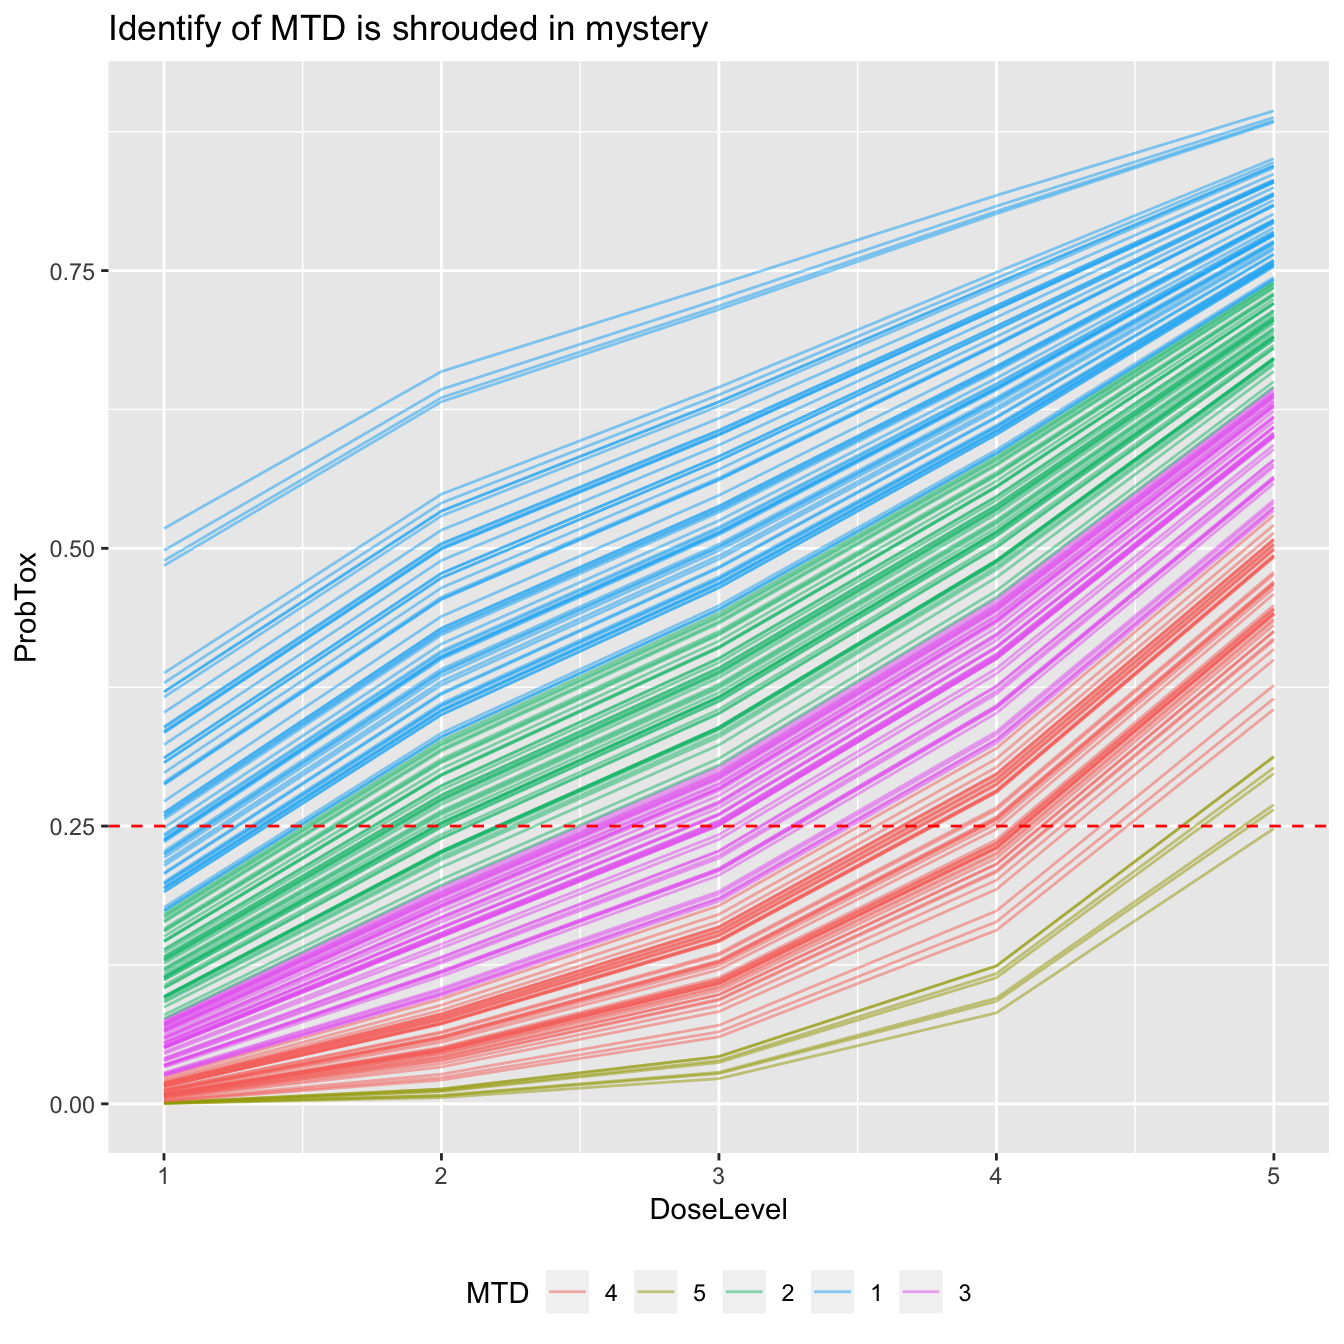 Identify of MTD is shrouded in mystery
ProbTox
0.75
0.50
0.25
0.00
1 2 3 4 5
DoseLevel
MTD 4 5 2 1 3